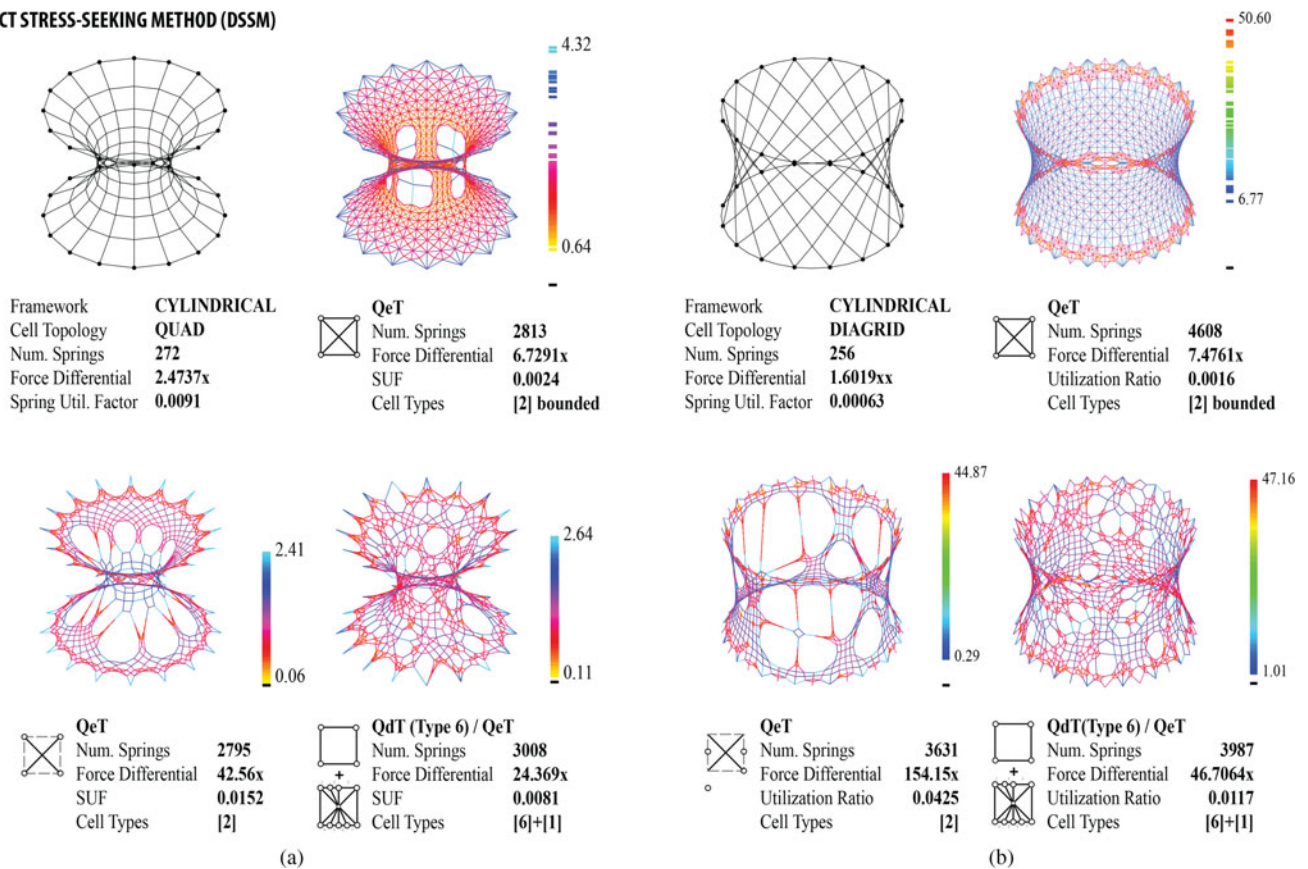 CT STRESS-SEEKING METHOD (DSSM)
4.32
0.64
50.60
6.77
Framework CYLINDRICAL
Cell Topology QUAD
Num. Springs 272
Force Differential 2.4737x
Spring Util. Factor 0.0091
QeT
Num. Springs 2813
Force Differential 6.7291x
SUF 0.0024
Cell Types [2] bounded
Framework CYLINDRICAL
Cell Topology DIAGRID
Num. Springs 256
Force Differential 1.6019xx
Spring Util. Factor 0.00063
QeT
Num. Springs 4608
Force Differential 7.4761x
Utilization Ratio 0.0016
Cell Types [2] bounded
2.41
0.06
2.64
0.11
44.87
0.29
47.16
1.01
QeT
Num. Springs 2795
Force Differential 42.56x
SUF 0.0152
Cell Types [2]
+
QdT (Type 6) / QeT
Num. Springs 3008
Force Differential 24.369x
SUF 0.0081
Cell Types [6]+[1]
QeT
Num. Springs 3631
Force Differential 154.15x
Utilization Ratio 0.0425
Cell Types [2]
+
QdT(Type 6) / QeT
Num. Springs 3987
Force Differential 46.7064x
Utilization Ratio 0.0117
Cell Types [6]+[1]
(a)
(b)